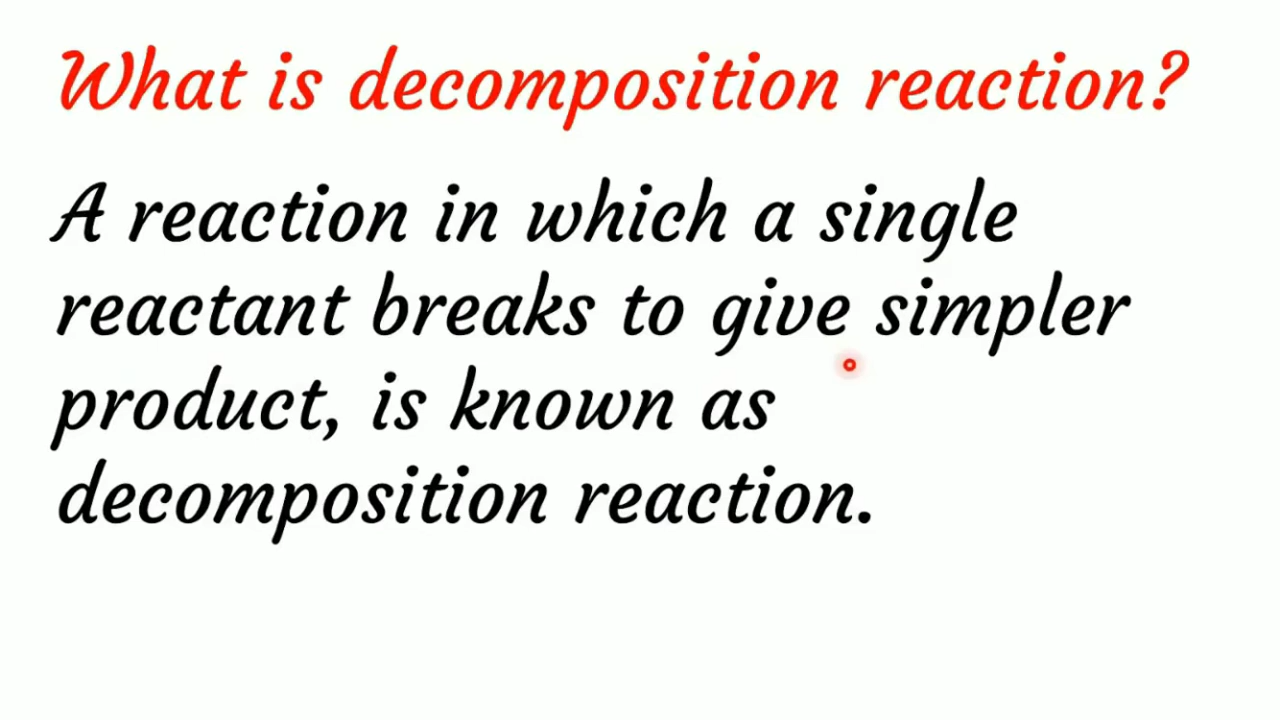 What is decomposition reaction?
A reaction in which a single
reactant breaks to give simpler
product, is known as
decomposition reaction.